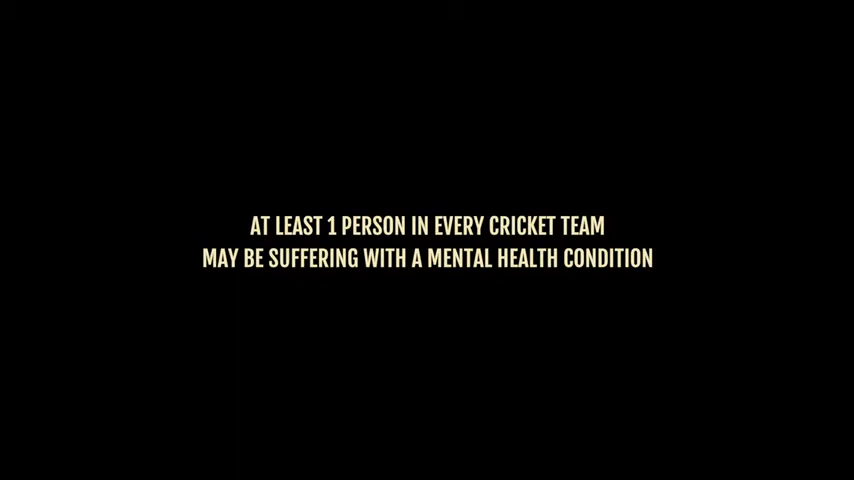 AT LEAST 1 PERSON IN EVERY CRICKET TEAM
MAY BE SUFFERING WITH A MENTAL HEALTH CONDITION